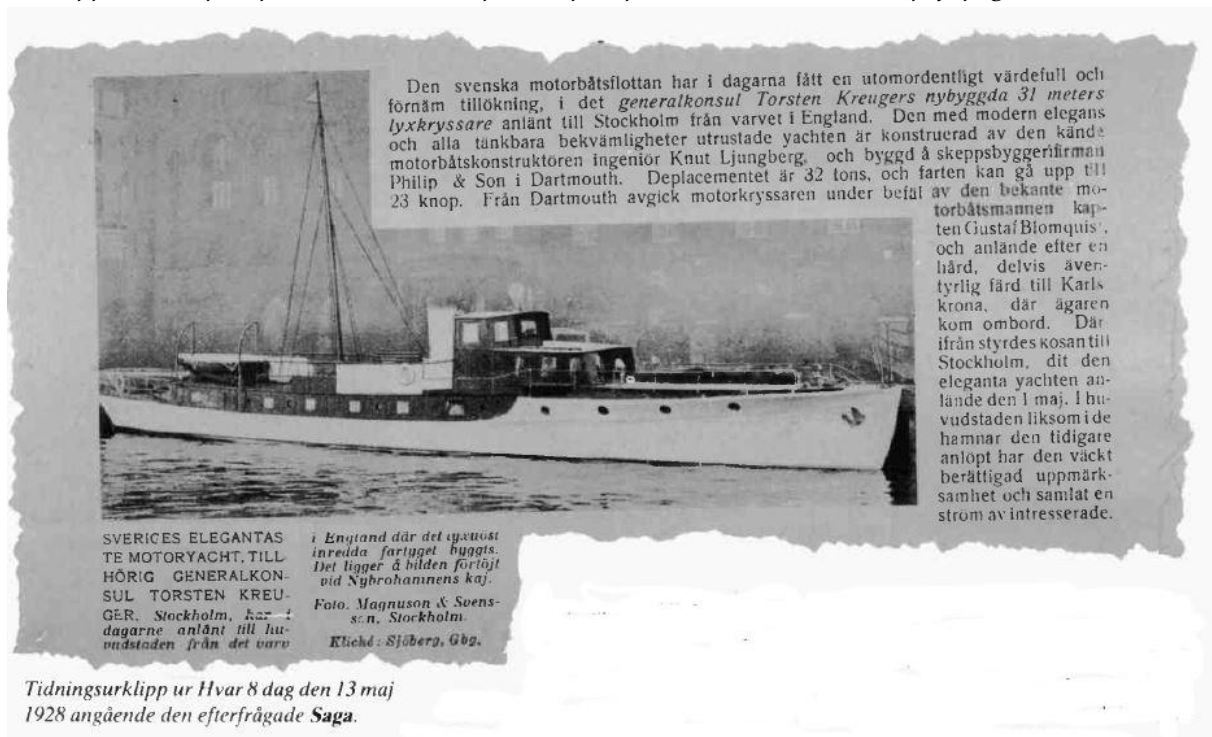 Den svenska motorbåtsflottan har i dagarna fått en utomordentligt värdefull och
förnäm tillökning, i det generalkonsul Torsten Kreugers nybyggda 31 meters
lyxkryssare anlänt till Stockholm från varvet i England. Den med modern elegans
och alla tänkbara bekvämligheter utrustade yachten är konstruerad av den kände
motorbåtskonstruktören ingeniör Knut Ljungberg, och byggd å skeppsbyggerifirman
Philip & Son i Dartmouth. Deplacementet är 32 tons, och farten kan gå upp till
23 knop. Från Dartmouth avgick motorkryssaren under befäl av den bekante mo-
torbåtsmannen kap-
ten Gustaf Blomquist,
och anlände efter en
hård, delvis även-
tyrlig färd till Karls
krona, där ägaren
kom ombord. Där
ifrån styrdes kosan till
Stockholm, dit den
eleganta yachten an-
lände den 1 maj. I hu-
vudstaden liksom i de
hamnar den tidigare
anlöpt har den väckt
berättigad uppmärk-
samhet och samlat en
ström av intresserade.
SVERIGES ELEGANTAS
TE MOTORYACHT, TILL
HÖRIG GENERALKON-
SUL TORSTEN KREU-
GER, Stockholm, har i
dagarne anlänt till hu-
vudstaden från det varv
i England där det lyxuöst
inredda fartyget byggts.
Det ligger å bilden förtöjt
vid Nybrohamnens kaj.
Foto. Magnuson & Svens-
son, Stockholm.
Kliché: Sjöberg, Gbg.
Tidningsurklipp ur Hvar 8 dag den 13 maj
1928 angående den efterfrågade Saga.